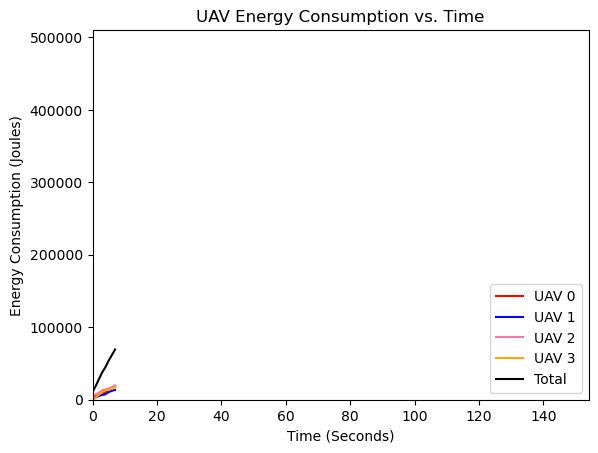 UAV Energy Consumption vs. Time
500000
400000
300000
200000
100000
0
Energy Consumption (Joules)
0 20 40 60 80 100 120 140
Time (Seconds)
UAV 0
UAV 1
UAV 2
UAV 3
Total